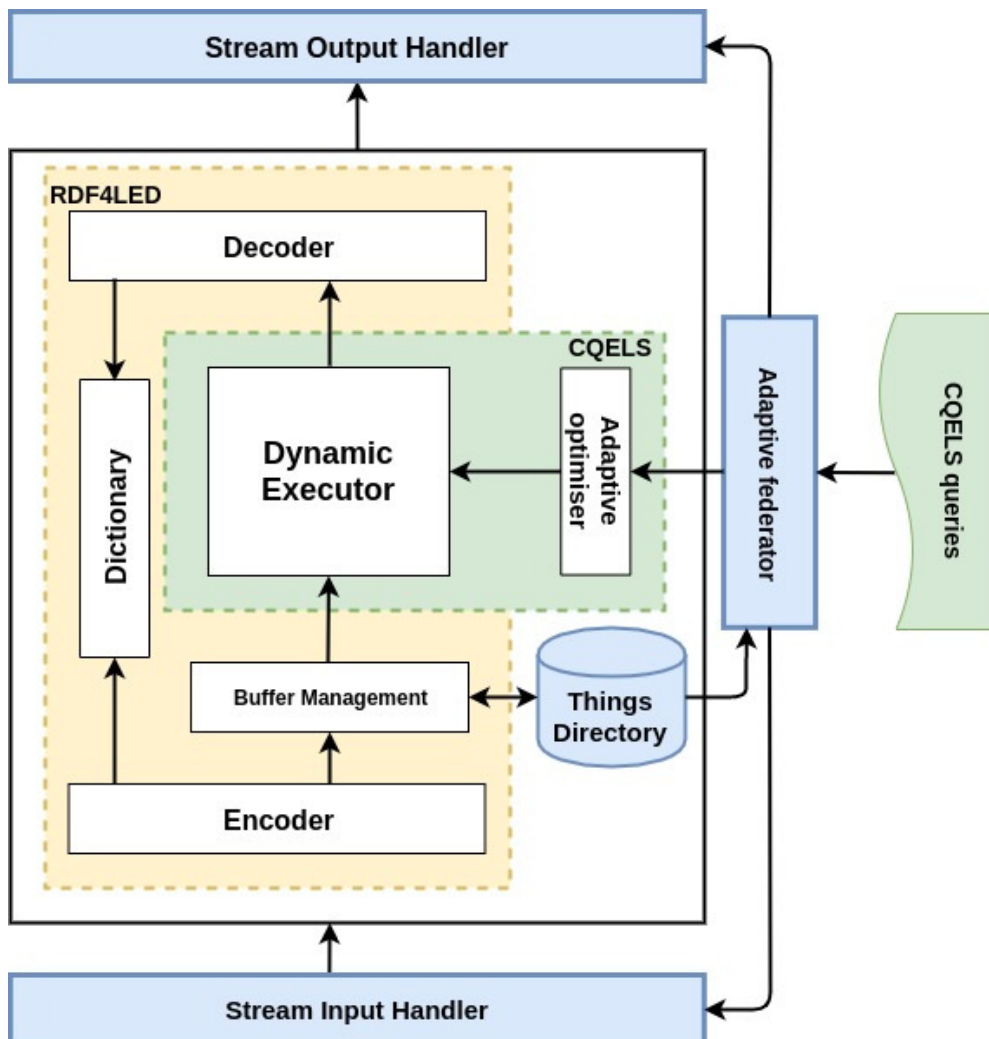 Stream Output Handler
RDF4LED
Decoder
CQELS
Dictionary
Dynamic
Executor
Adaptive
optimiser
Adaptive federator
CQELS queries
Buffer Management
Things
Directory
Encoder
Stream Input Handler